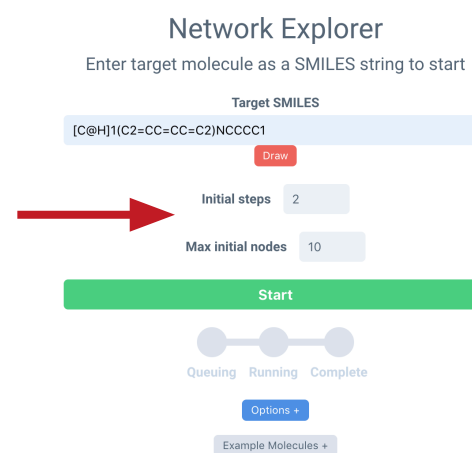 Network Explorer
Enter target molecule as a SMILES string to start
Target SMILES
[C@H]1(C2=CC=CC=C2)NCCCC1
Draw
Initial steps 2
Max initial nodes 10
Start
Queuing Running Complete
Options +
Example Molecules +